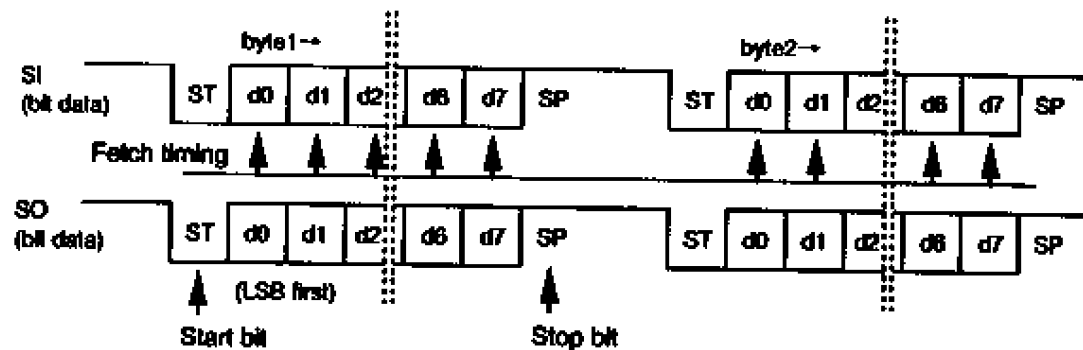 byte1→ byte2→
SI ST d0 d1 d2 d6 d7 SP ST d0 d1 d2 d6 d7 SP
(bit data)
Fetch timing
SO ST d0 d1 d2 d6 d7 SP ST d0 d1 d2 d6 d7 SP
(bit data)
(LSB first)
Start bit Stop bit